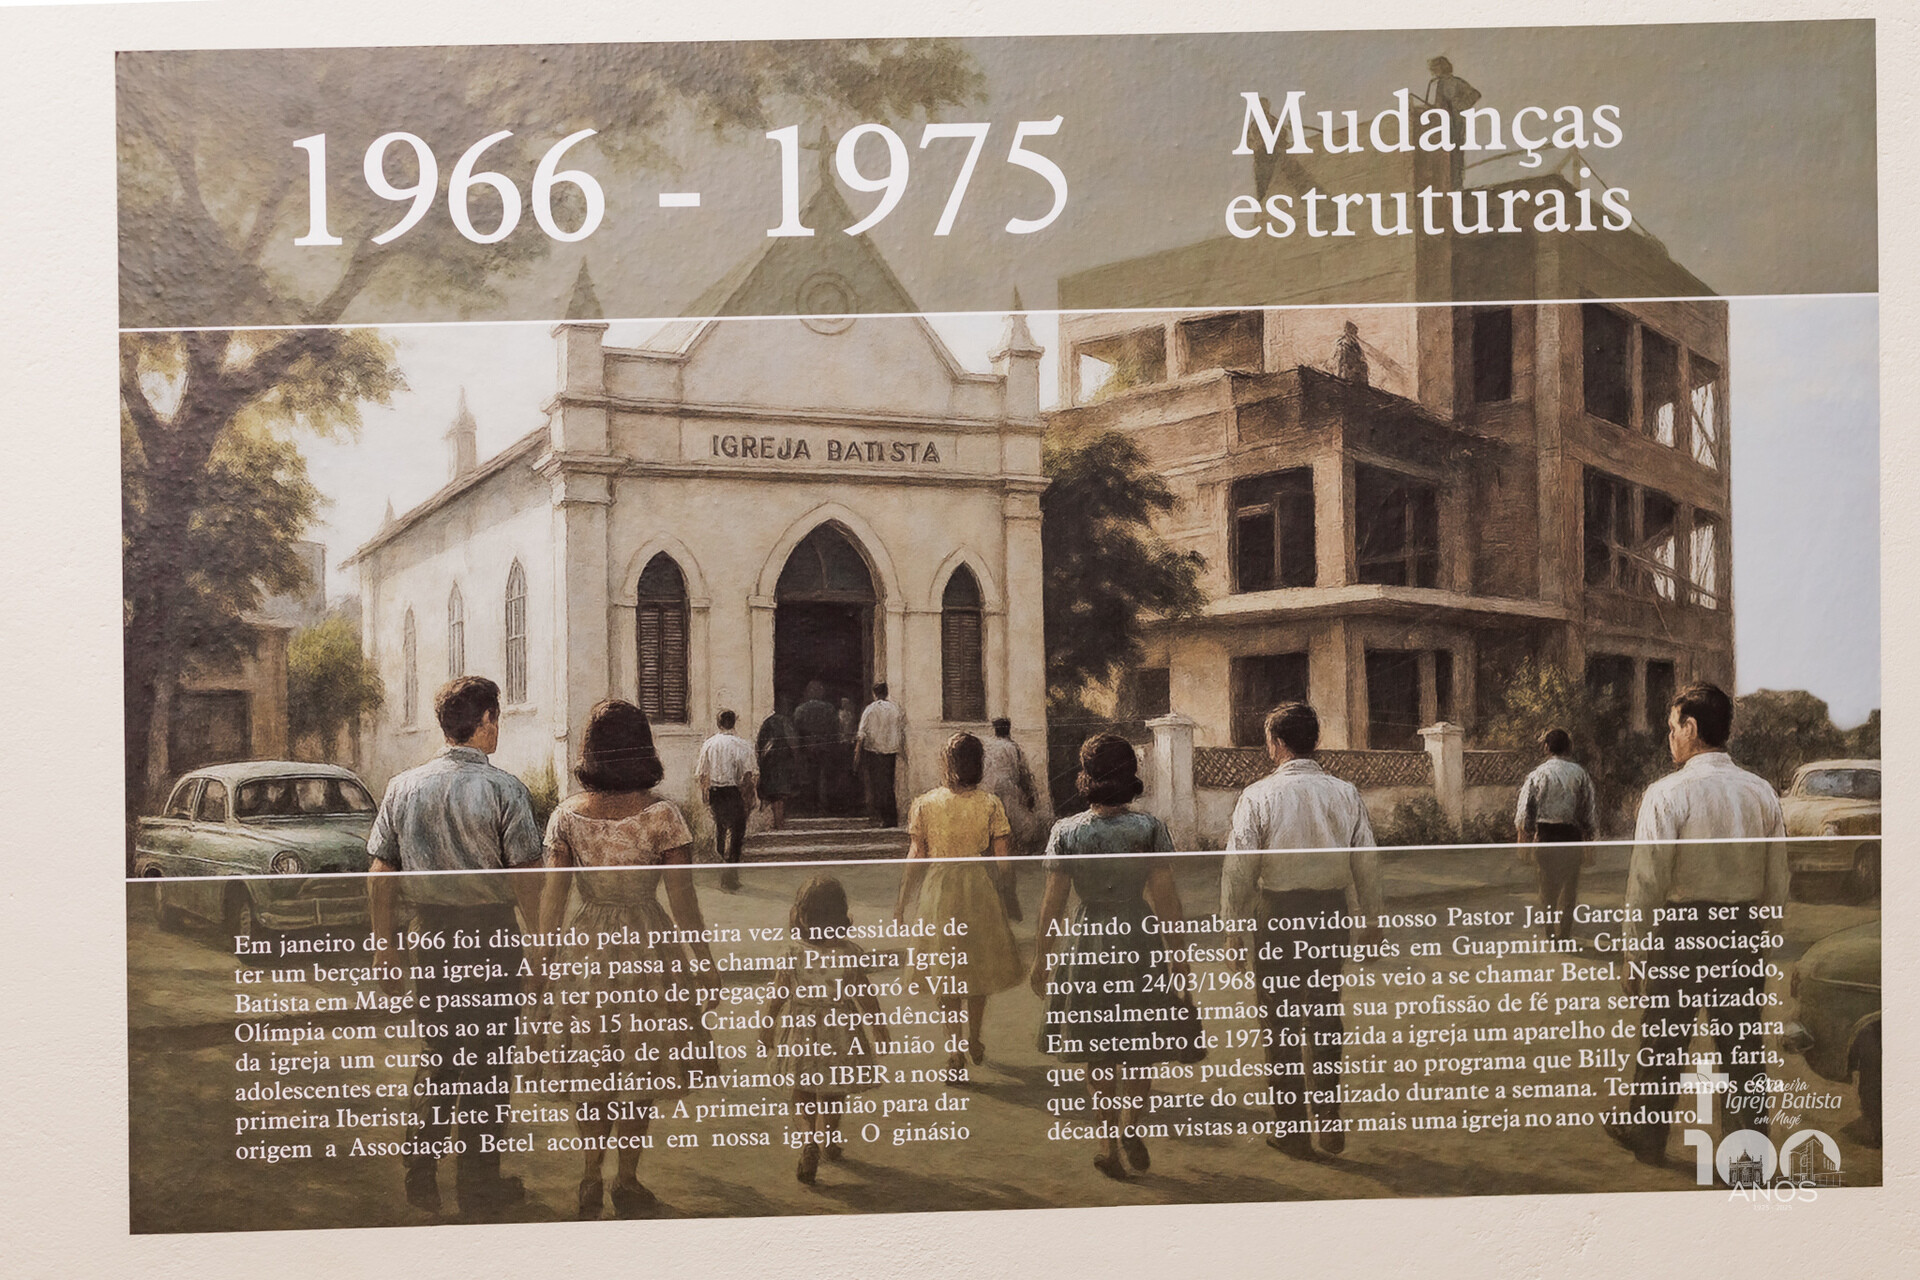 1966 - 1975
Mudanças
estruturais
IGREJA BATISTA
Em janeiro de 1966 foi discutido pela primeira vez a necessidade de
ter um berçario na igreja. A igreja passa a se chamar Primeira Igreja
Batista em Magé e passamos a ter ponto de pregação em Jororó e Vila
Olímpia com cultos ao ar livre às 15 horas. Criado nas dependências
da igreja um curso de alfabetização de adultos à noite. A união de
adolescentes era chamada Intermediários. Enviamos ao IBER a nossa
primeira Iberista, Liete Freitas da Silva. A primeira reunião para dar
origem a Associação Betel aconteceu em nossa igreja. O ginásio
Alcindo Guanabara convidou nosso Pastor Jair Garcia para ser seu
primeiro professor de Português em Guapmirim. Criada associação
nova em 24/03/1968 que depois veio a se chamar Betel. Nesse período,
mensalmente irmãos davam sua profissão de fé para serem batizados.
Em setembro de 1973 foi trazida a igreja um aparelho de televisão para
que os irmãos pudessem assistir ao programa que Billy Graham faria,
que fosse parte do culto realizado durante a semana. Terminamos esta
década com vistas a organizar mais uma igreja no ano vindouro.
Primeira
Igreja Batista
em Magé
100
ANOS
1925 - 2025